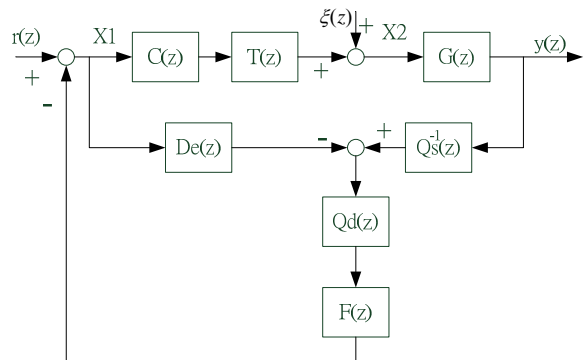 r(z)
X1
C(z)
T(z)
ξ(z)
+
X2
G(z)
y(z)
+
-
+
De(z)
-
+
Qs⁻¹(z)
Qd(z)
F(z)